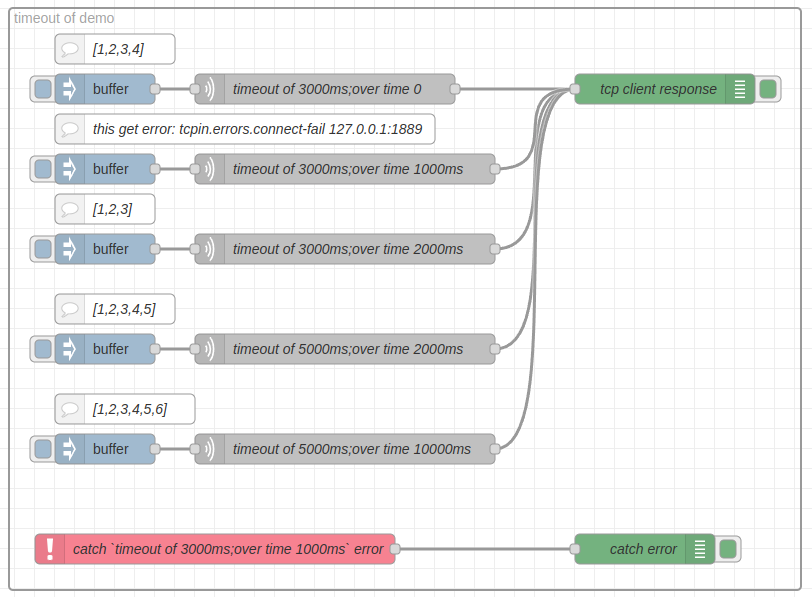 timeout of demo
[1,2,3,4]
buffer
timeout of 3000ms;over time 0
tcp client response
this get error: tcpin.errors.connect-fail 127.0.0.1:1889
buffer
timeout of 3000ms;over time 1000ms
[1,2,3]
buffer
timeout of 3000ms;over time 2000ms
[1,2,3,4,5]
buffer
timeout of 5000ms;over time 2000ms
[1,2,3,4,5,6]
buffer
timeout of 5000ms;over time 10000ms
catch `timeout of 3000ms;over time 1000ms` error
catch error